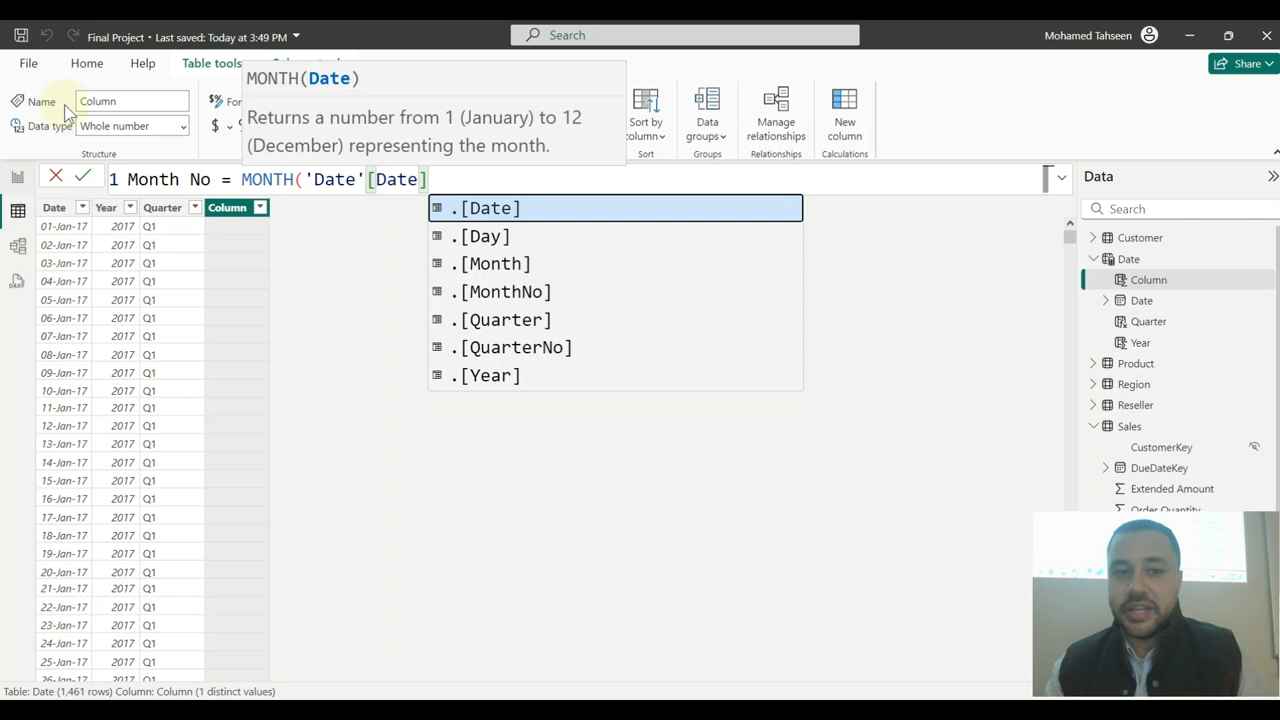 Final Project • Last saved: Today at 3:49 PM
Search
Mohamed Tahseen
File
Home
Help
Table tools
Share
MONTH(Date)
Returns a number from 1 (January) to 12
(December) representing the month.
Name
Column
Data type
Whole number
Structure
$
Sort by
column
Sort
Data
groups
Groups
Manage
relationships
Relationships
New
column
Calculations
1 Month No = MONTH('Date'[Date]
.[Date]
.[Day]
.[Month]
.[MonthNo]
.[Quarter]
.[QuarterNo]
.[Year]
Date Year Quarter Column
01-Jan-17 2017 Q1
02-Jan-17 2017 Q1
03-Jan-17 2017 Q1
04-Jan-17 2017 Q1
05-Jan-17 2017 Q1
06-Jan-17 2017 Q1
07-Jan-17 2017 Q1
08-Jan-17 2017 Q1
09-Jan-17 2017 Q1
10-Jan-17 2017 Q1
11-Jan-17 2017 Q1
12-Jan-17 2017 Q1
13-Jan-17 2017 Q1
14-Jan-17 2017 Q1
15-Jan-17 2017 Q1
16-Jan-17 2017 Q1
17-Jan-17 2017 Q1
18-Jan-17 2017 Q1
19-Jan-17 2017 Q1
20-Jan-17 2017 Q1
21-Jan-17 2017 Q1
22-Jan-17 2017 Q1
23-Jan-17 2017 Q1
24-Jan-17 2017 Q1
25-Jan-17 2017 Q1
26-Jan-17 2017 Q1
Data
Search
Customer
Date
Column
Date
Quarter
Year
Product
Region
Reseller
Sales
CustomerKey
DueDateKey
Extended Amount
Order Quantity
Table: Date (1,461 rows) Column: Column (1 distinct values)